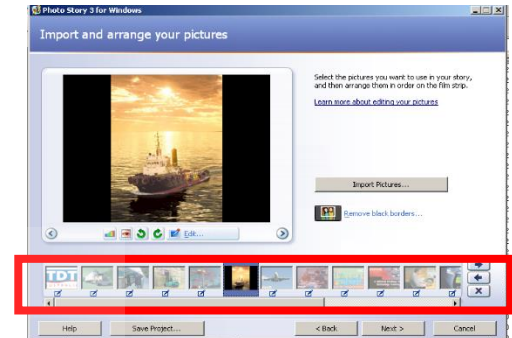 Photo Story 3 for Windows
Import and arrange your pictures
Select the pictures you want to use in your story,
and then arrange them in order on the film strip.
Learn more about editing your pictures
Import Pictures...
Remove black borders...
Edit...
TDT
Help
Save Project...
< Back
Next >
Cancel